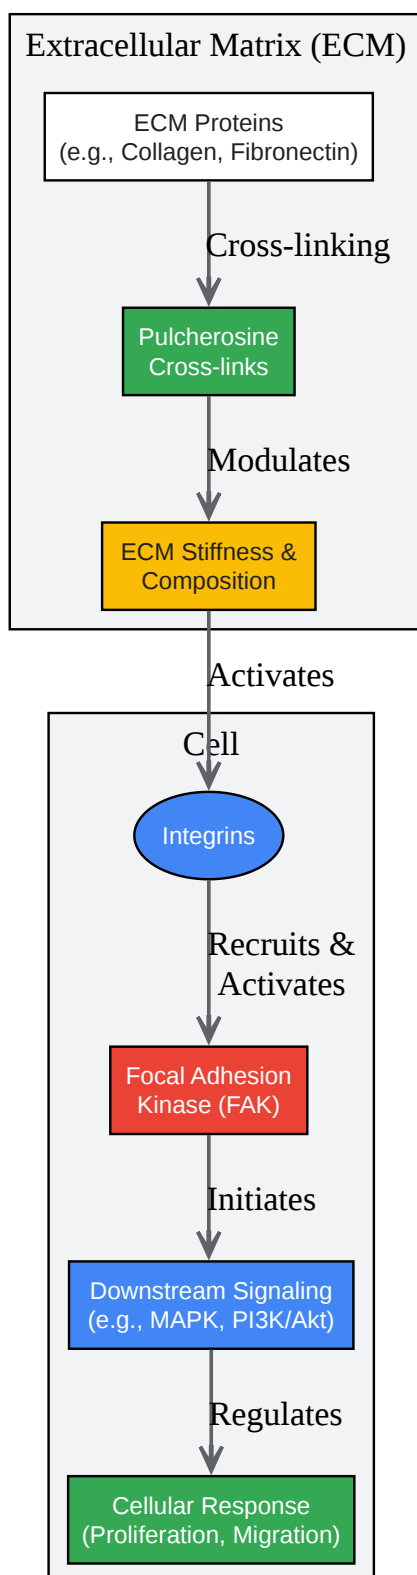 Extracellular Matrix (ECM)
ECM Proteins
(e.g., Collagen, Fibronectin)
Cross-linking
Pulcherosine
Cross-links
Modulates
ECM Stiffness &
Composition
Activates
Cell
Integrins
Recruits &
Activates
Focal Adhesion
Kinase (FAK)
Initiates
Downstream Signaling
(e.g., MAPK, PI3K/Akt)
Regulates
Cellular Response
(Proliferation, Migration)